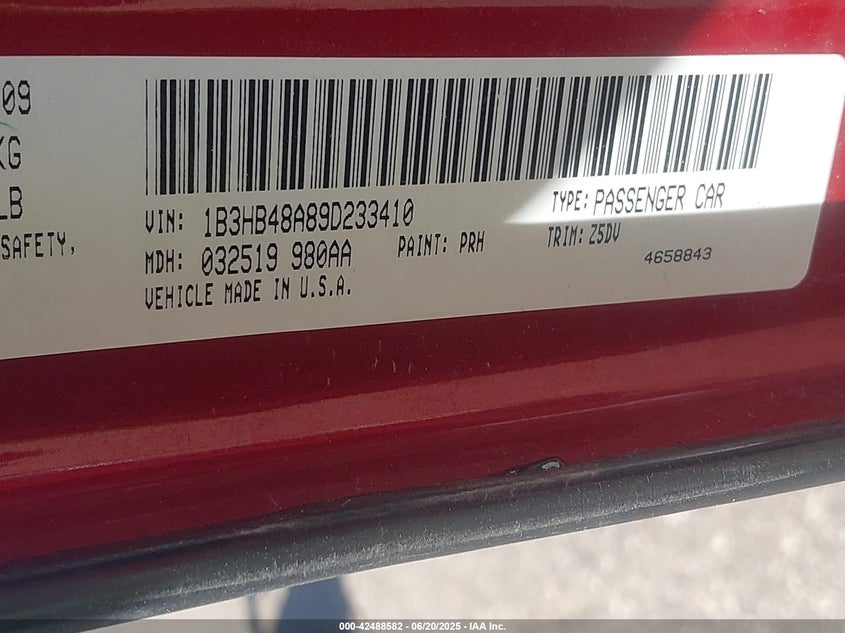 09
KG
LB
SAFETY,
VIN: 1B3HB48A89D233410
TYPE: PASSENGER CAR
MDH: 032519 980AA
PAINT: PRH
TRIM: Z5DV
VEHICLE MADE IN U.S.A.
4658843
000-42488582 / 06/20/2025 - IAA Inc.